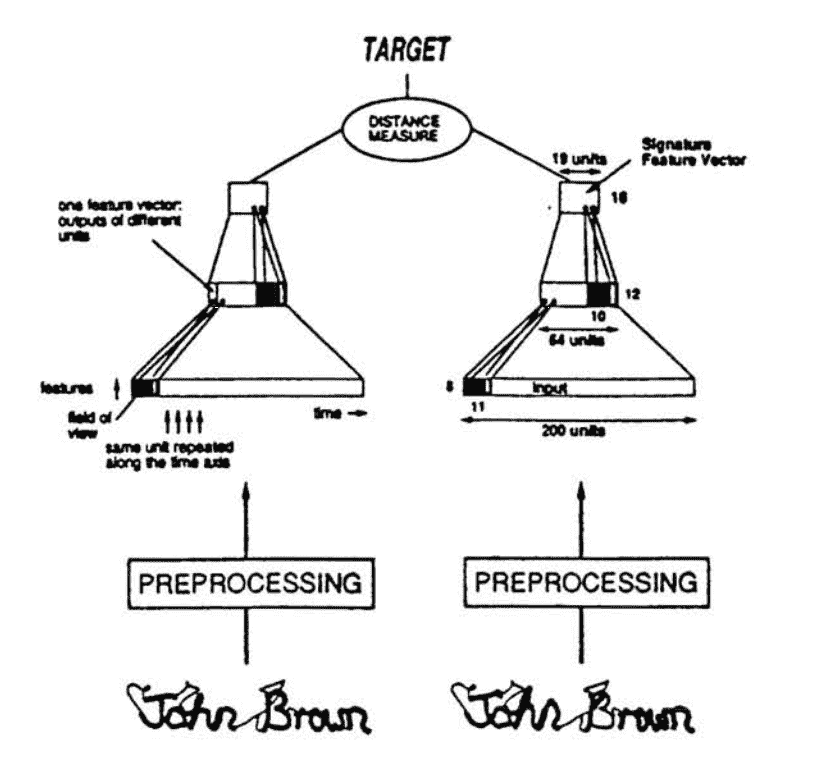 TARGET
DISTANCE
MEASURE
one feature vector:
outputs of different
units
features
field of
view
time
same unit repeated
along the time axis
19 units
Signature
Feature Vector
16
12
10
64 units
8
input
11
200 units
PREPROCESSING
PREPROCESSING
John Brown
John Brown